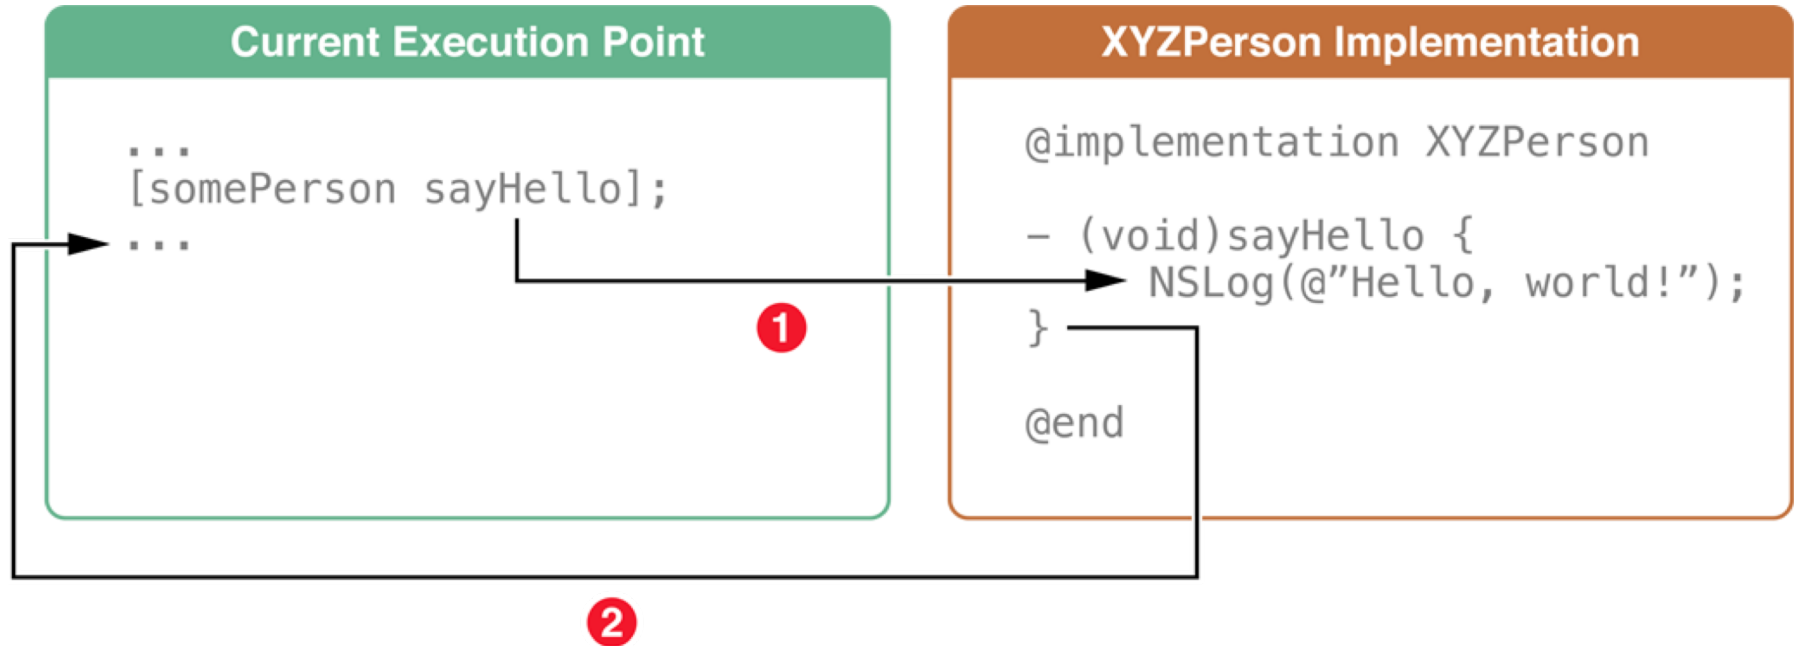 Current Execution Point
...
[somePerson sayHello];
...
XYZPerson Implementation
@implementation XYZPerson
– (void)sayHello {
NSLog(@”Hello, world!”);
}
@end
1
2